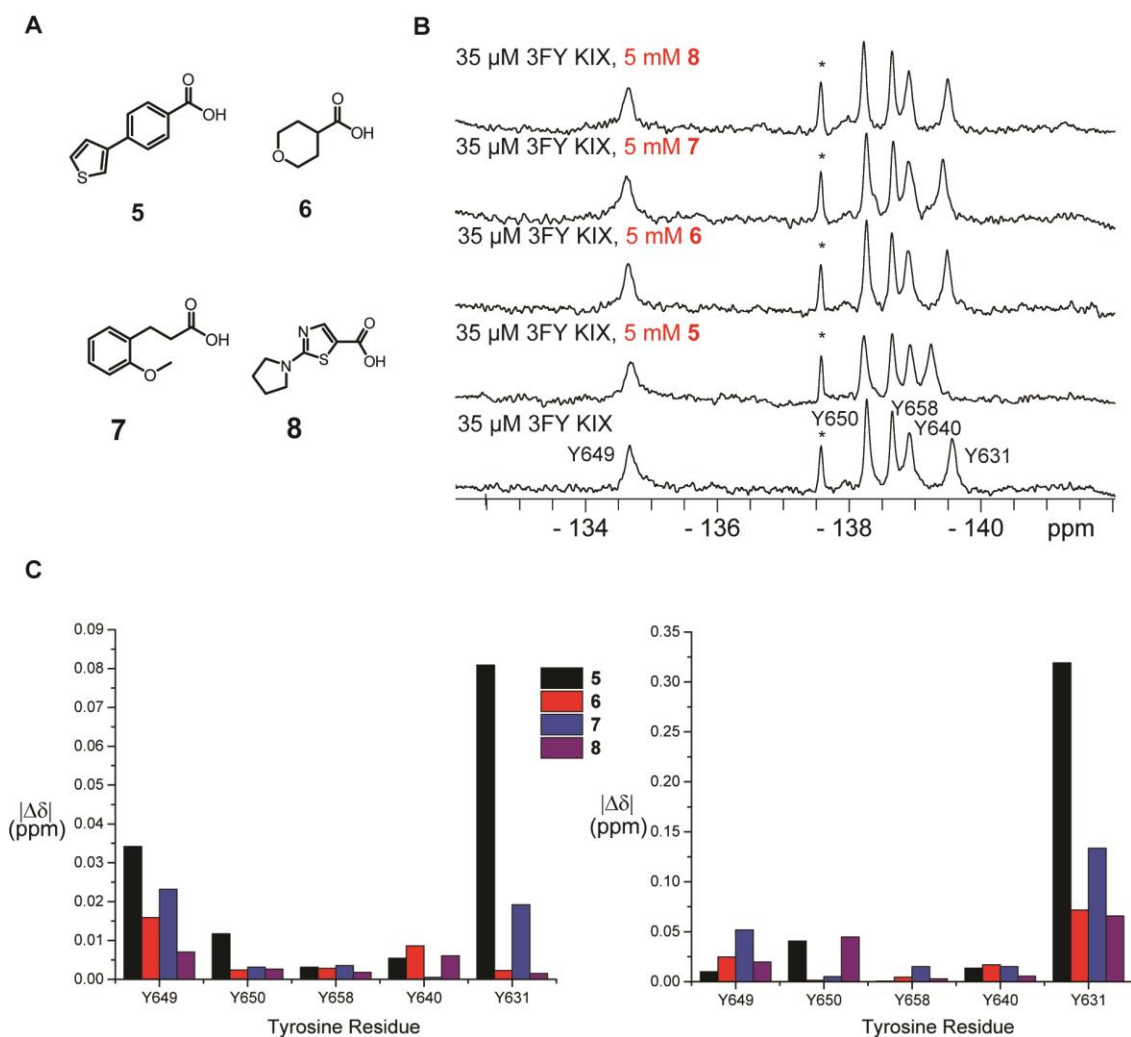 A
B
O
OH
S
5
O
OH
O
6
O
OH
O
7
N
N
S
O
OH
8
35 µM 3FY KIX, 5 mM 8
*
35 µM 3FY KIX, 5 mM 7
*
35 µM 3FY KIX, 5 mM 6
*
35 µM 3FY KIX, 5 mM 5
*
35 µM 3FY KIX
Y649
*
Y650
Y658
Y640
Y631
- 134 - 136 - 138 - 140 ppm
C
0.09
0.08
0.07
0.06
0.05
0.04
0.03
0.02
0.01
0.00
|Δδ|
(ppm)
Y649 Y650 Y658 Y640 Y631
Tyrosine Residue
5
6
7
8
0.35
0.30
0.25
0.20
0.15
0.10
0.05
0.00
|Δδ|
(ppm)
Y649 Y650 Y658 Y640 Y631
Tyrosine Residue